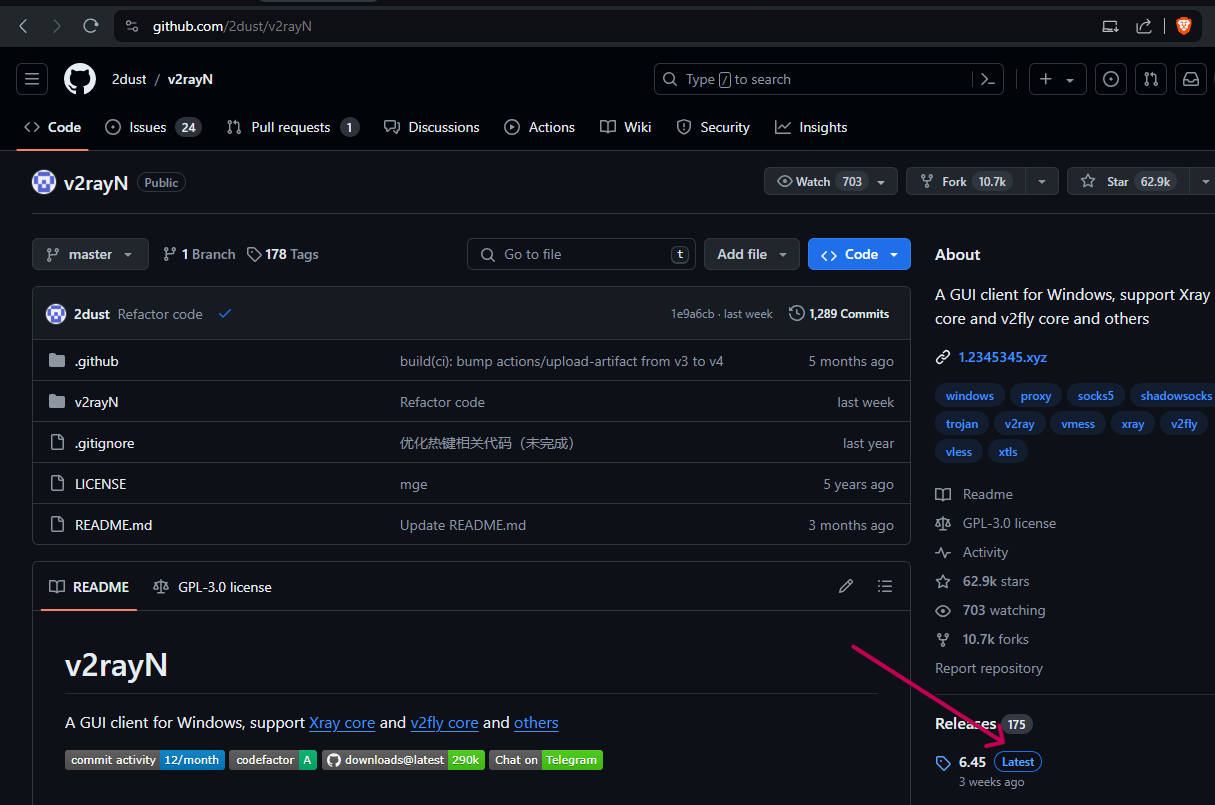 github.com/2dust/v2rayN
2dust / v2rayN
Type / to search
Code
Issues 24
Pull requests 1
Discussions
Actions
Wiki
Security
Insights
v2rayN Public
Watch 703
Fork 10.7k
Star 62.9k
master
1 Branch
178 Tags
Go to file t
Add file
Code
2dust Refactor code
1e9a6cb · last week
1,289 Commits
.github build(ci): bump actions/upload-artifact from v3 to v4 5 months ago
v2rayN Refactor code last week
.gitignore 优化热键相关代码（未完成） last year
LICENSE mge 5 years ago
README.md Update README.md 3 months ago
README
GPL-3.0 license
v2rayN
A GUI client for Windows, support Xray core and v2fly core and others
commit activity 12/month
codefactor A
downloads@latest 290k
Chat on Telegram
About
A GUI client for Windows, support Xray
core and v2fly core and others
1.2345345.xyz
windows proxy socks5 shadowsocks
trojan v2ray vmess xray v2fly
vless xtls
Readme
GPL-3.0 license
Activity
62.9k stars
703 watching
10.7k forks
Report repository
Releases 175
6.45 Latest
3 weeks ago